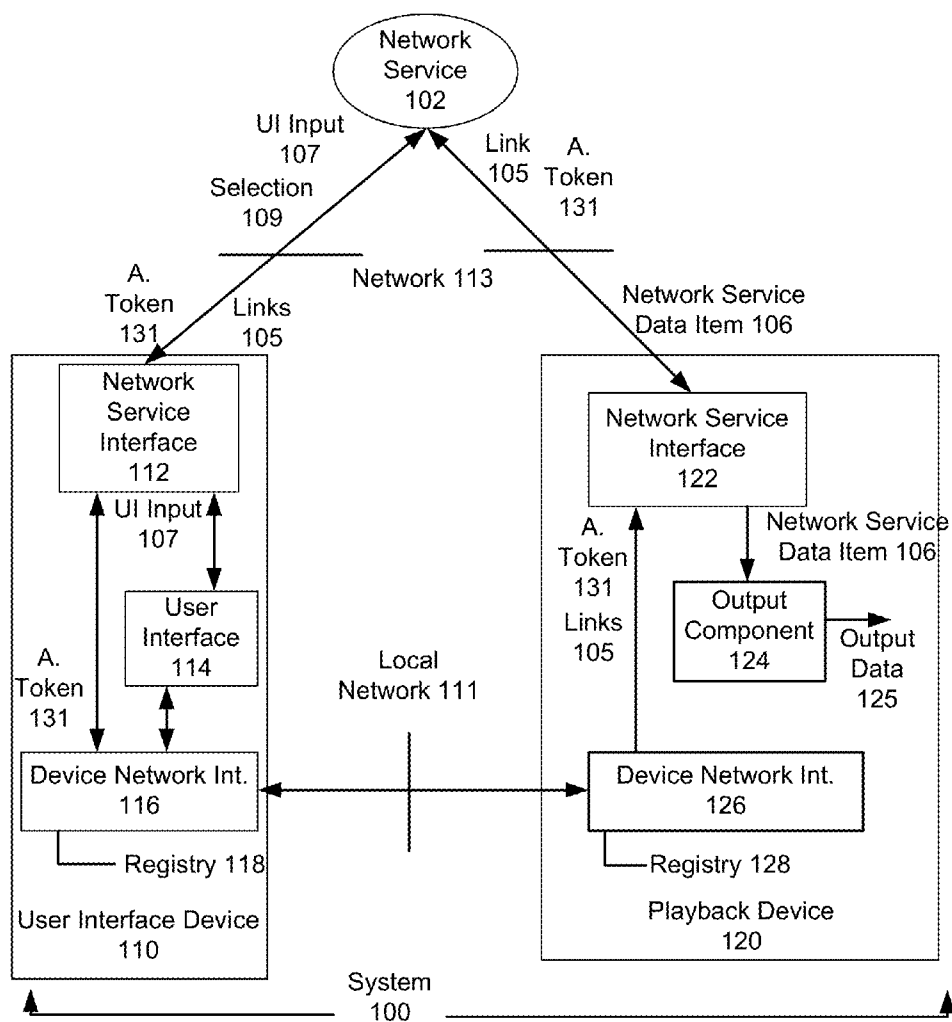 Network
Service
102
UI Input
107
Link
105
A.
Token
131
Selection
109
Network 113
A.
Token
131
Links
105
Network Service
Data Item 106
Network
Service
Interface
112
Network Service
Interface
122
UI Input
107
A.
Token
131
Links
105
Network Service
Data Item 106
User
Interface
114
Output
Component
124
Output
Data
125
A.
Token
131
Local
Network 111
Device Network Int.
116
Device Network Int.
126
Registry 118
Registry 128
User Interface Device
110
Playback Device
120
System
100